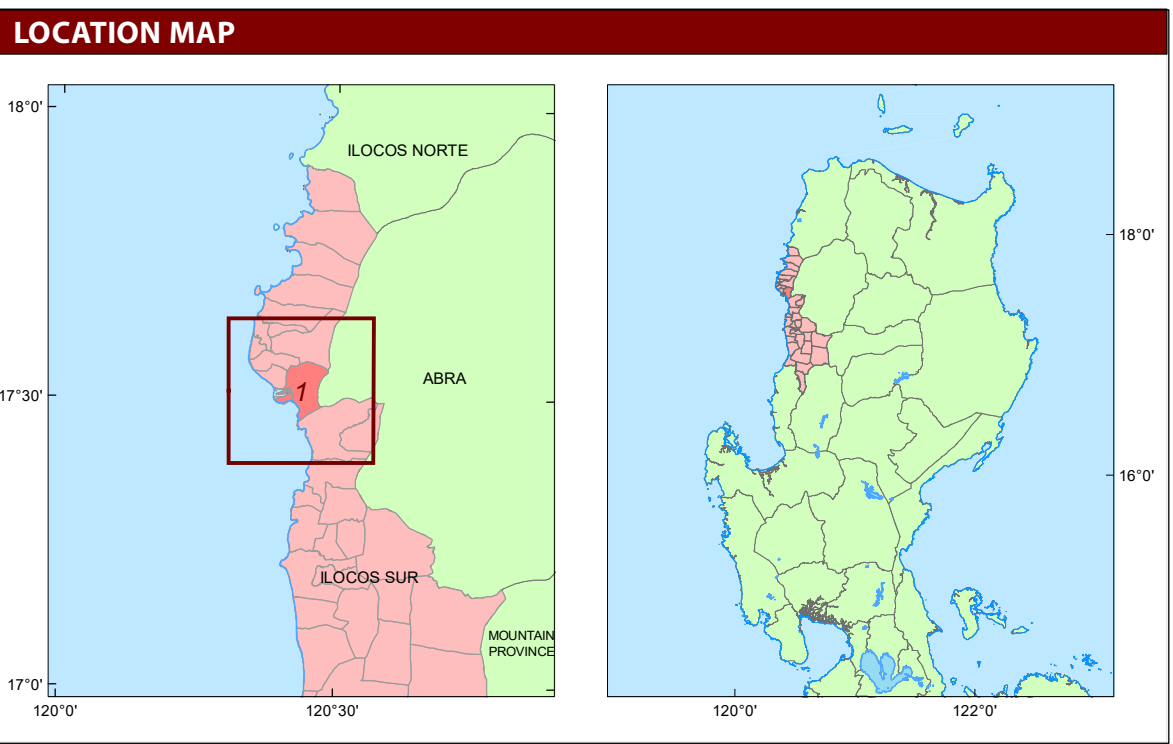 LOCATION MAP
18°0'
ILOCOS NORTE
18°0'
ABRA
1
17°30'
16°0'
ILOCOS SUR
MOUNTAIN
PROVINCE
17°0'
120°0'
120°30'
120°0'
122°0'